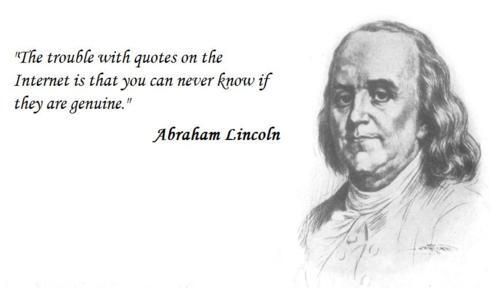 "The trouble with quotes on the
Internet is that you can never know if
they are genuine."
Abraham Lincoln